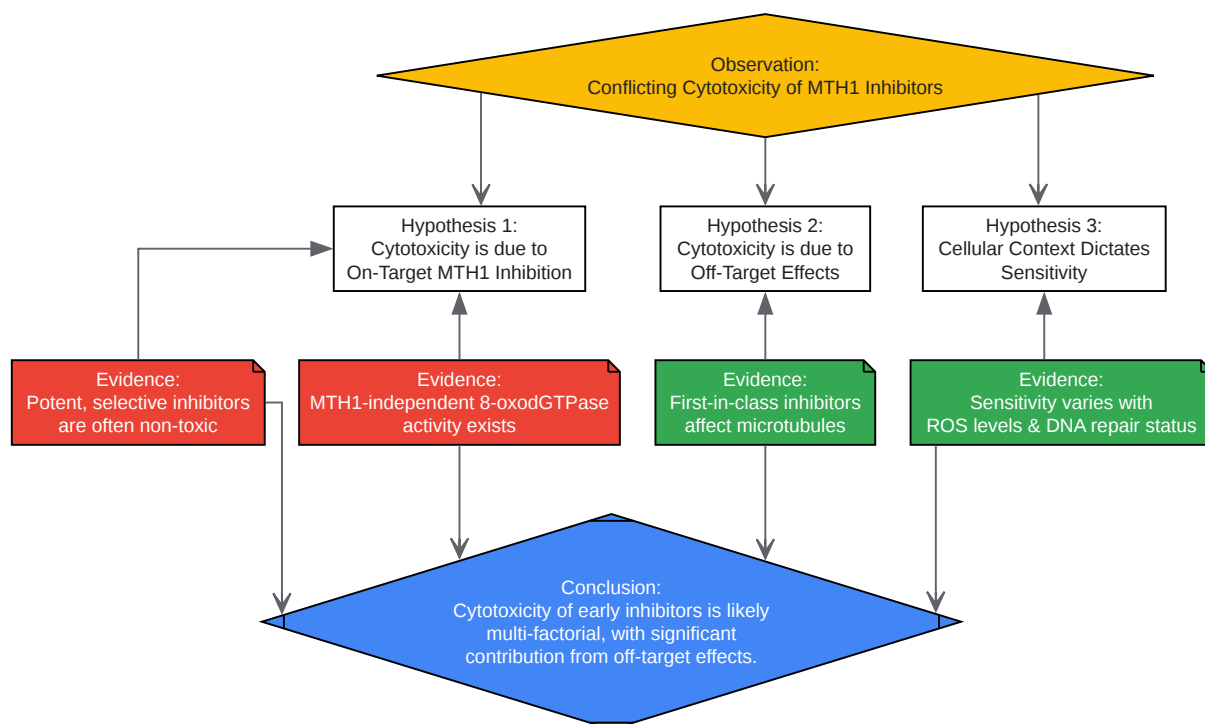 Observation:
Conflicting Cytotoxicity of MTH1 Inhibitors
Hypothesis 1:
Cytotoxicity is due to
On-Target MTH1 Inhibition
Hypothesis 2:
Cytotoxicity is due to
Off-Target Effects
Hypothesis 3:
Cellular Context Dictates
Sensitivity
Evidence:
Potent, selective inhibitors
are often non-toxic
Evidence:
MTH1-independent 8-oxodGTPase
activity exists
Evidence:
First-in-class inhibitors
affect microtubules
Evidence:
Sensitivity varies with
ROS levels & DNA repair status
Conclusion:
Cytotoxicity of early inhibitors is likely
multi-factorial, with significant
contribution from off-target effects.